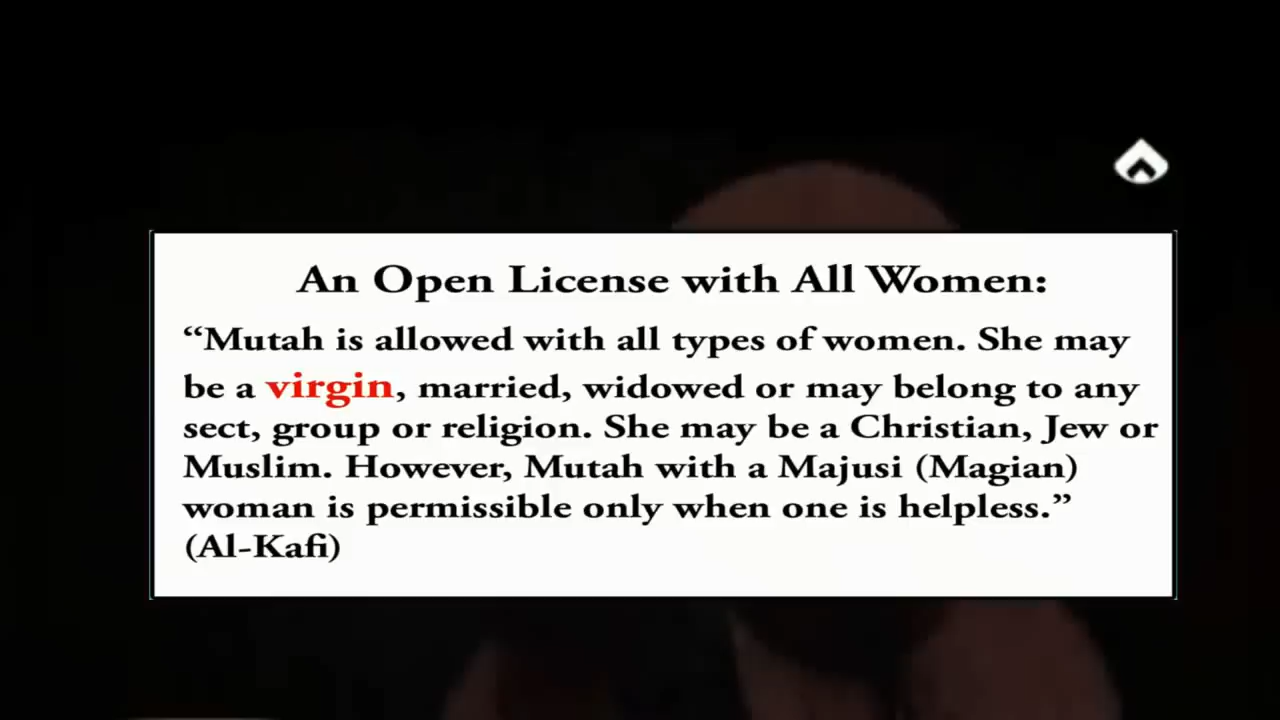 An Open License with All Women:
“Mutah is allowed with all types of women. She may
be a virgin, married, widowed or may belong to any
sect, group or religion. She may be a Christian, Jew or
Muslim. However, Mutah with a Majusi (Magian)
woman is permissible only when one is helpless.”
(Al-Kafi)